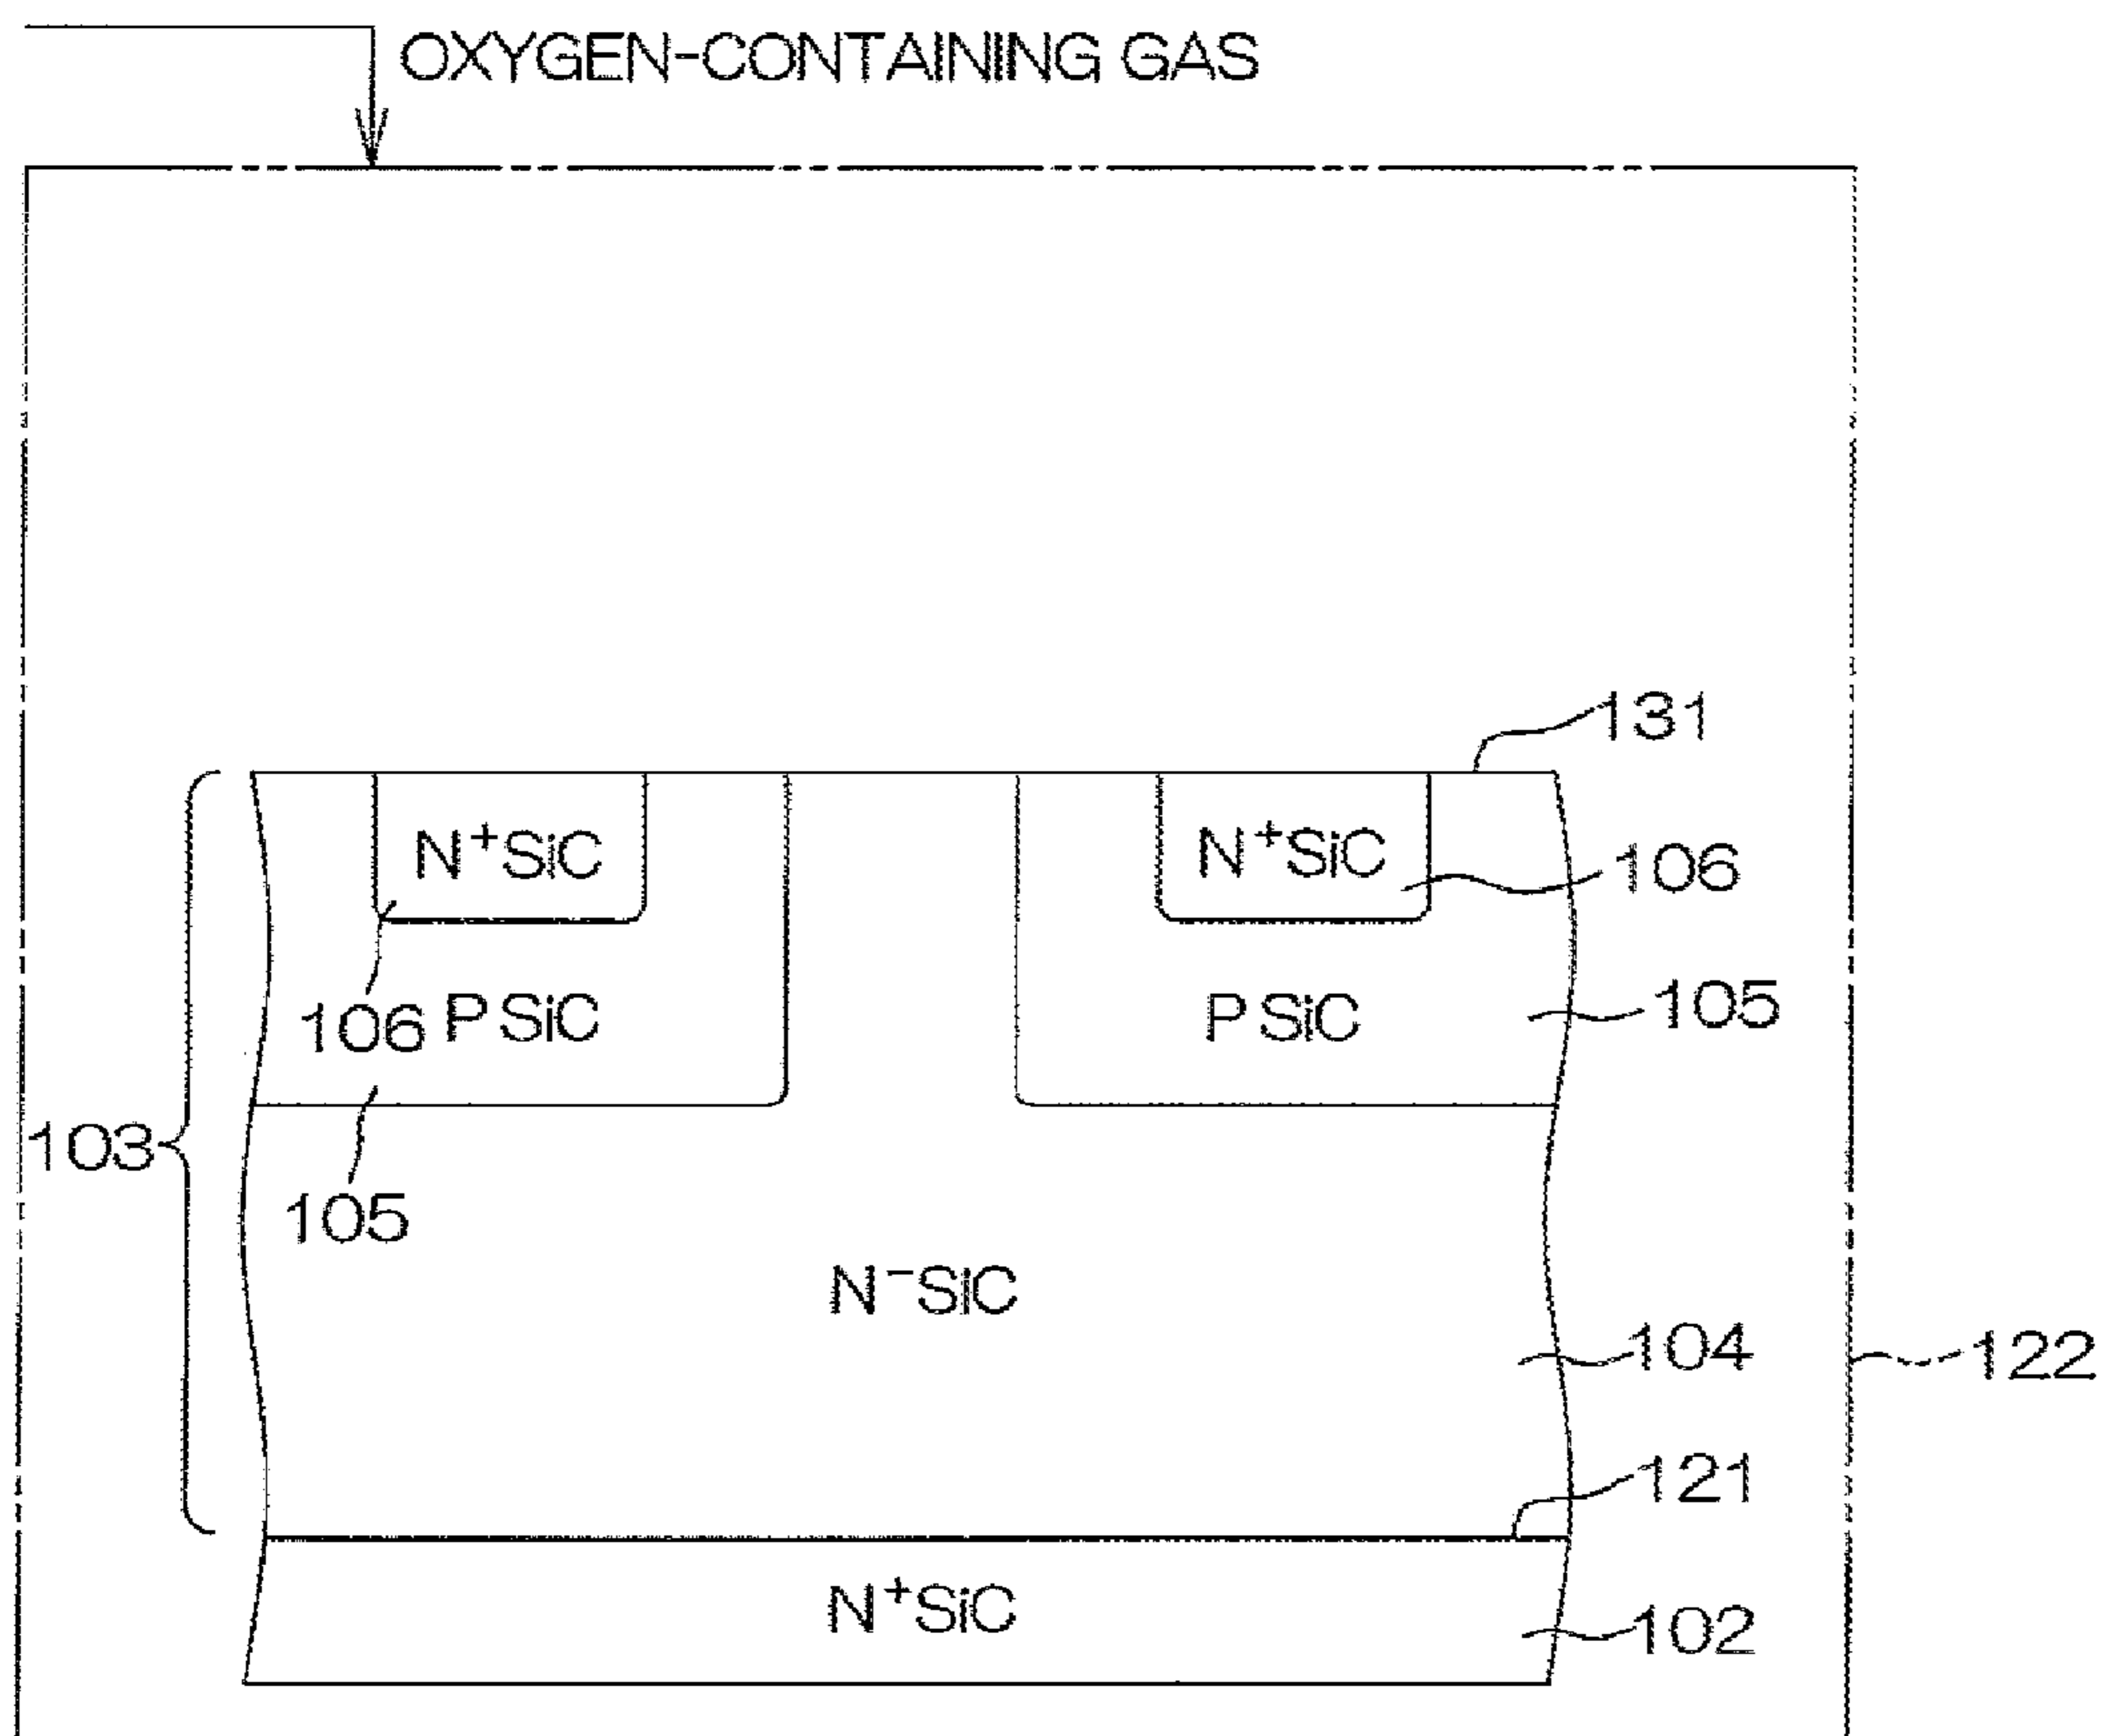 OXYGEN-CONTAINING GAS
131
N⁺SiC
N⁺SiC
106
106
P SiC
P SiC
105
103
105
N⁻SiC
104
122
121
N⁺SiC
102